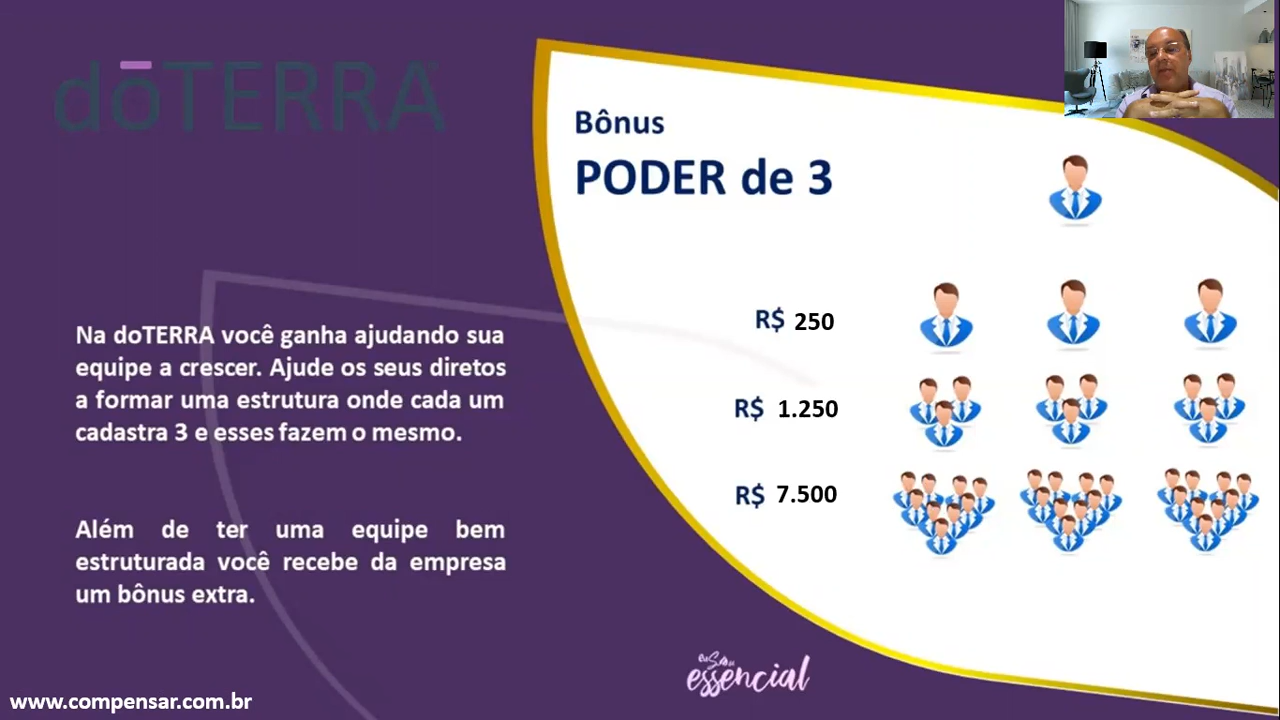 dōTERRA
Bônus
PODER de 3
R$ 250
R$ 1.250
R$ 7.500
Na doTERRA você ganha ajudando sua
equipe a crescer. Ajude os seus diretos
a formar uma estrutura onde cada um
cadastra 3 e esses fazem o mesmo.
Além de ter uma equipe bem
estruturada você recebe da empresa
um bônus extra.
eu Sou
essencial
www.compensar.com.br